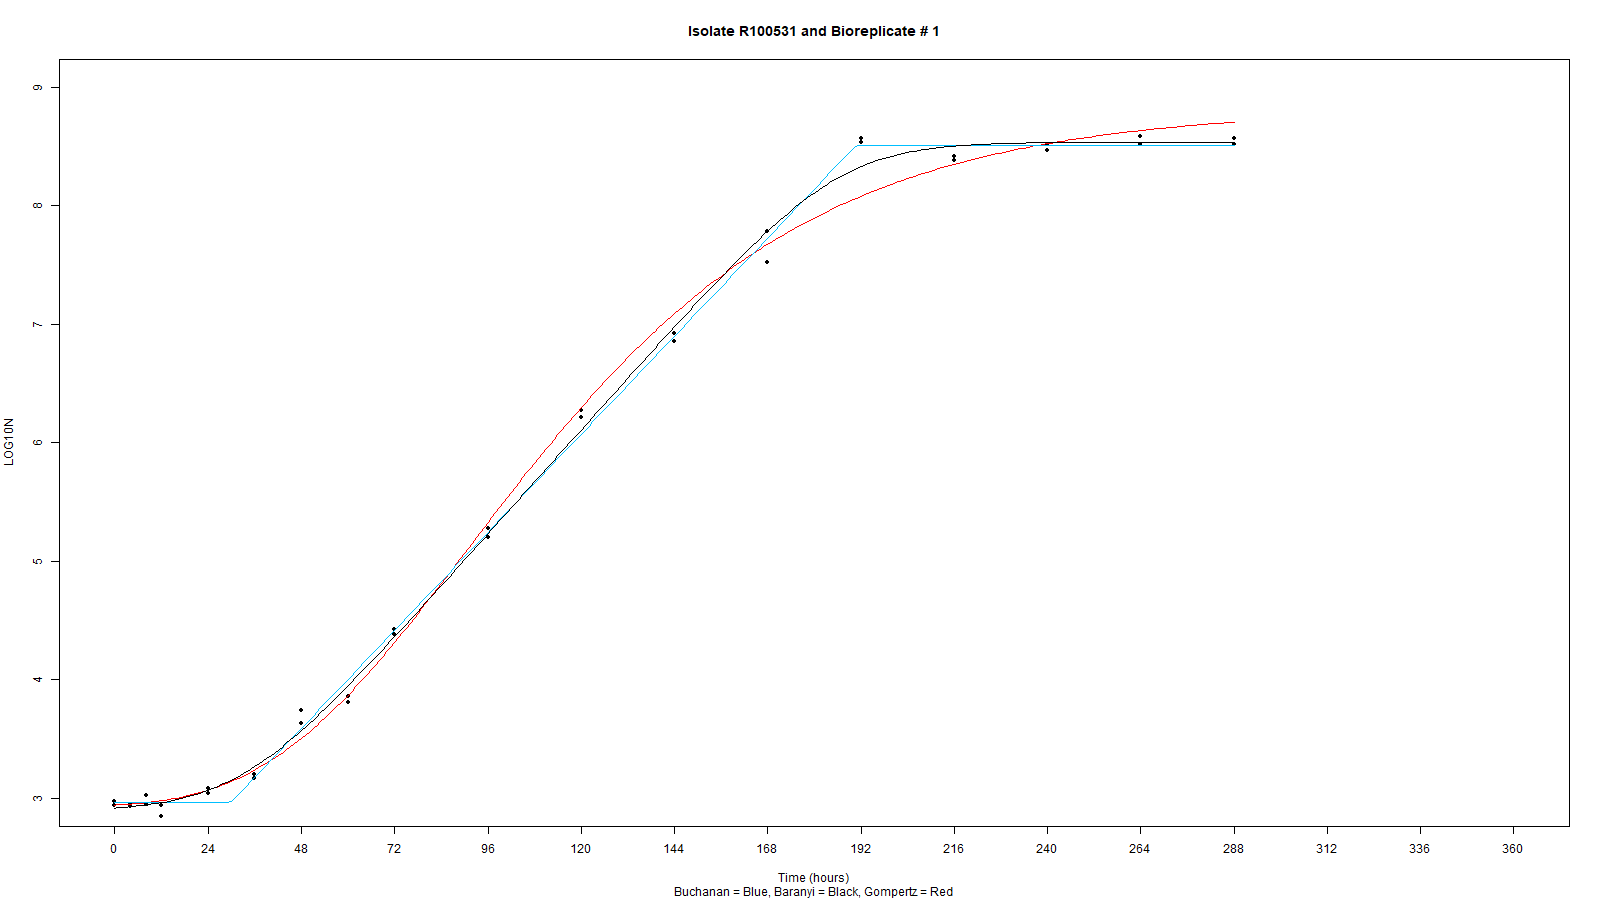 Isolate R100531 and Bioreplicate # 1
LOG10N
9
8
7
6
5
4
3
0 24 48 72 96 120 144 168 192 216 240 264 288 312 336 360
Time (hours)
Buchanan = Blue, Baranyi = Black, Gompertz = Red